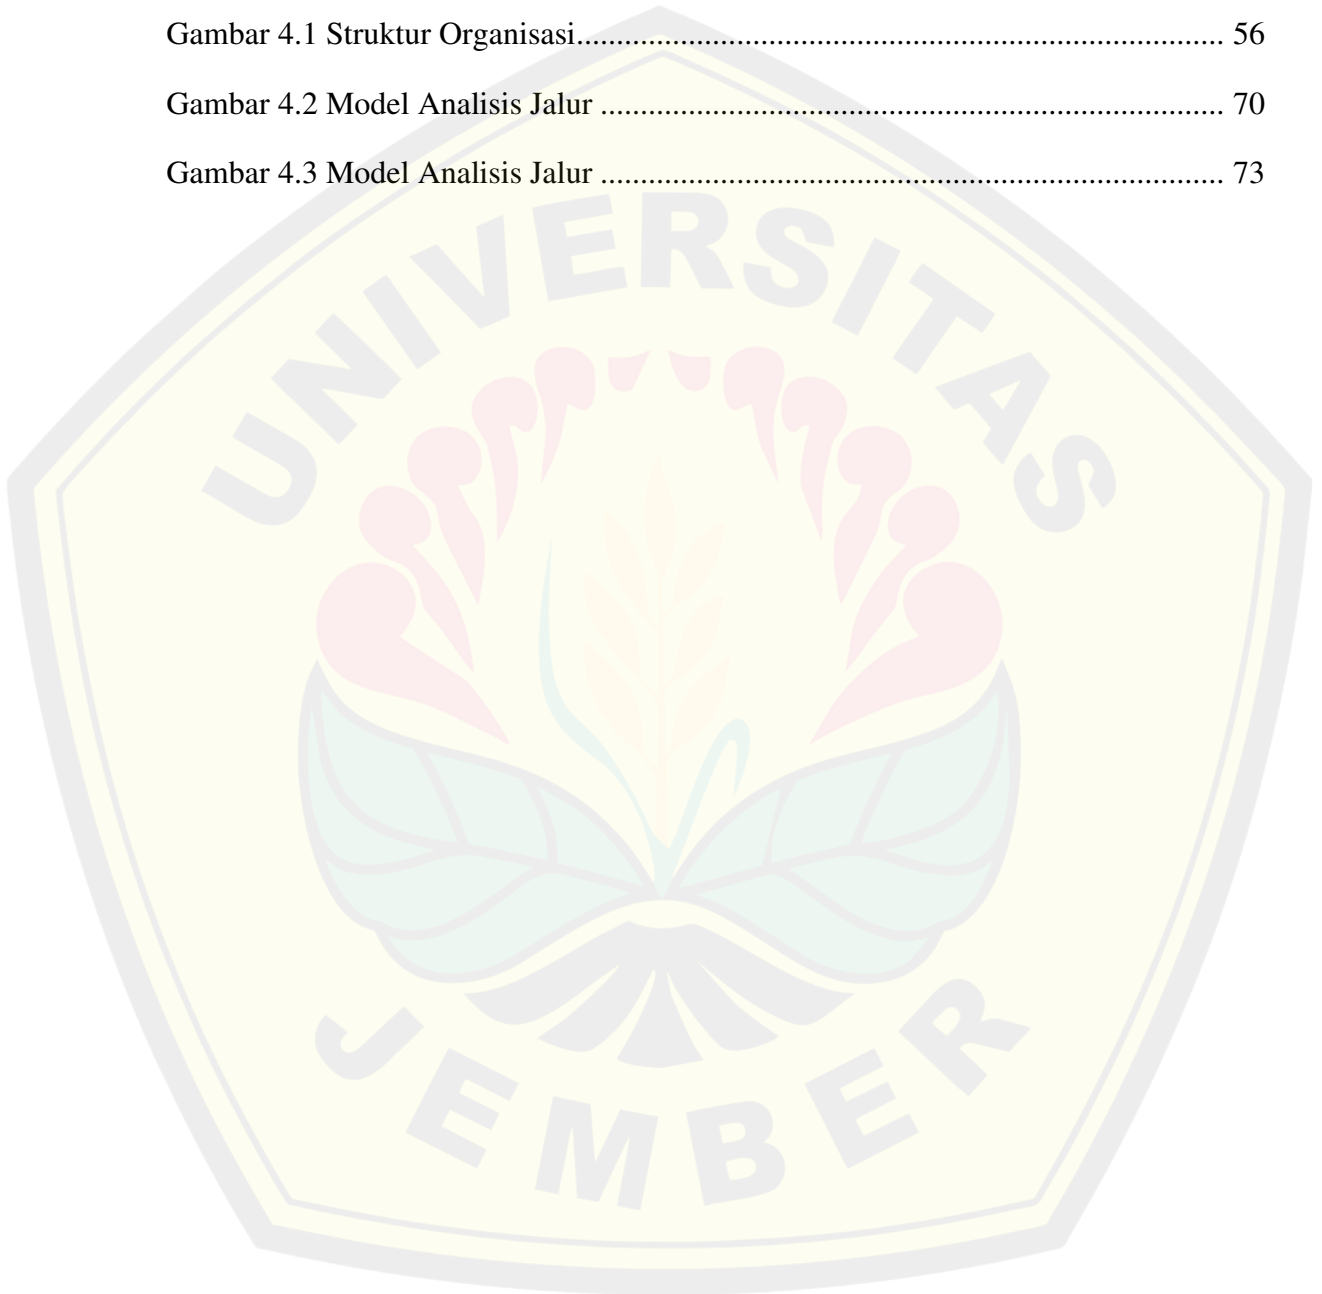 Gambar 4.1 Struktur Organisasi................................................................................ 56
Gambar 4.2 Model Analisis Jalur ............................................................................. 70
Gambar 4.3 Model Analisis Jalur ............................................................................. 73
UNIVERSITAS
JEMBER